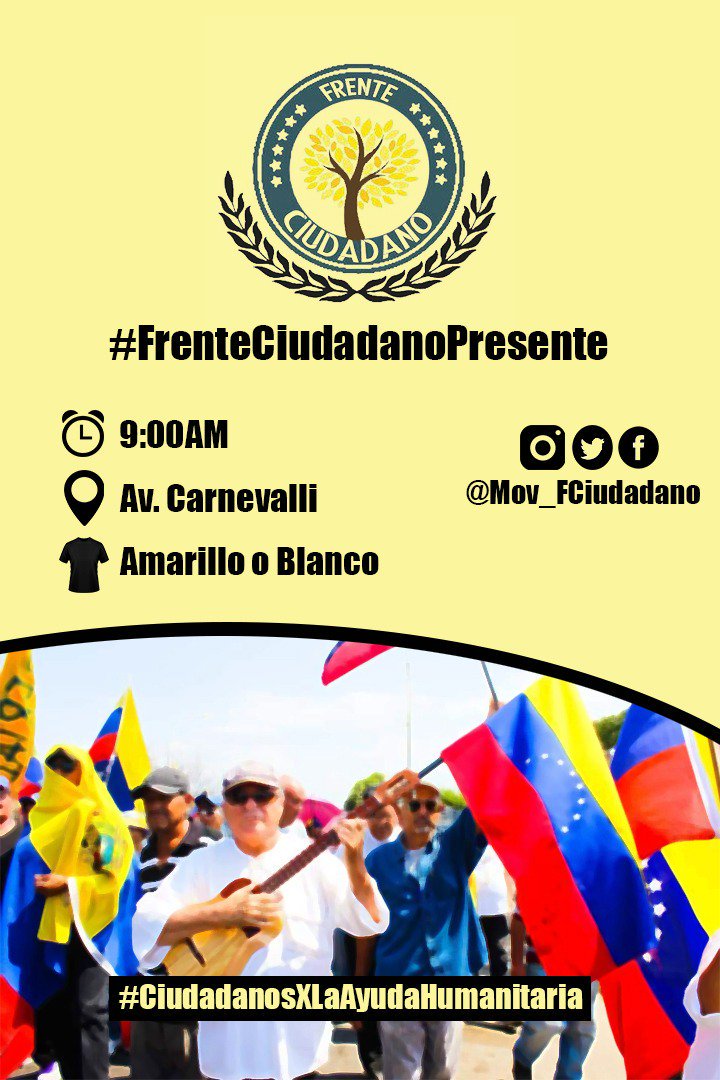 FRENTE
CIUDADANO
#FrenteCiudadanoPresente
9:00AM
Av. Carnevalli
Amarillo o Blanco
@Mov_FCiudadano
#CiudadanosXLaAyudaHumanitaria